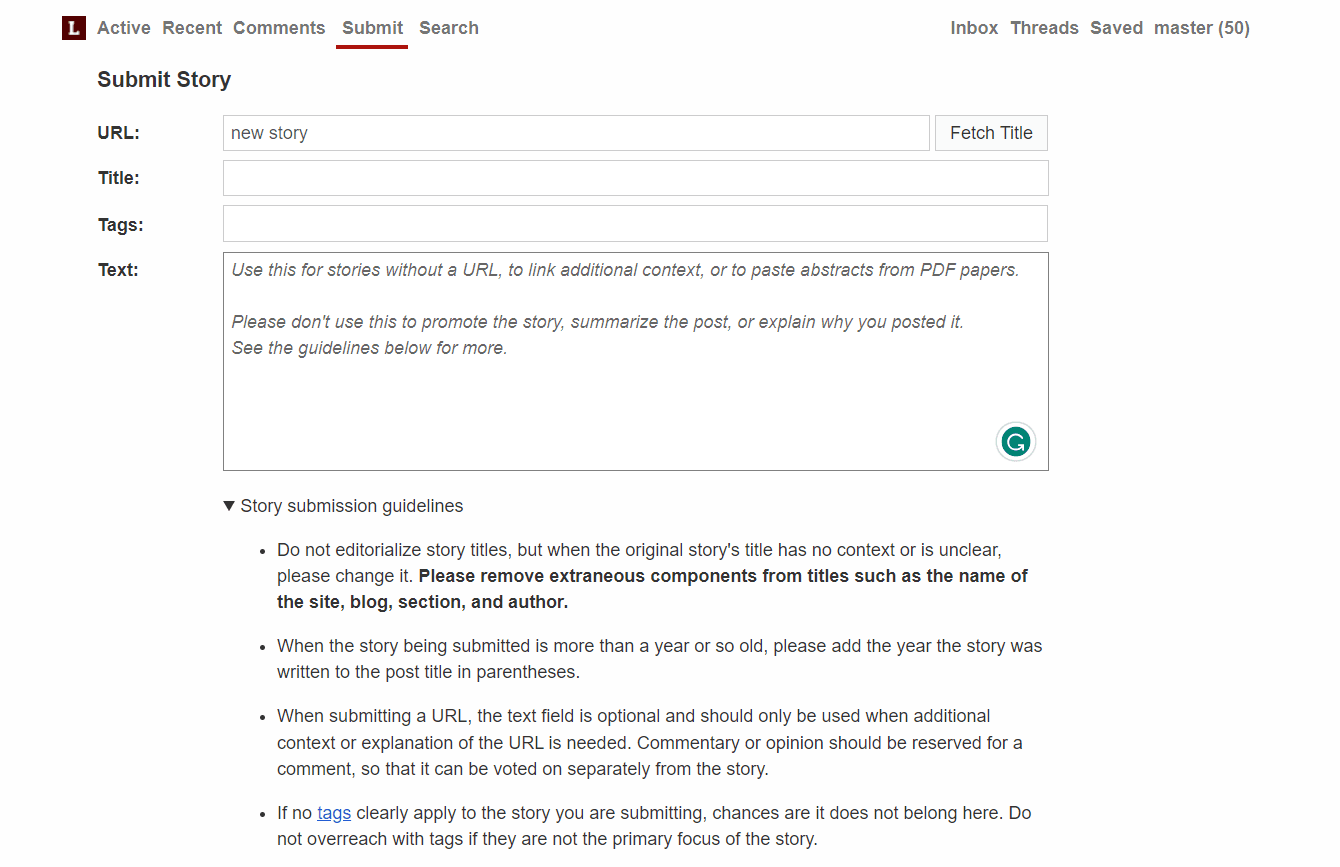 L Active Recent Comments Submit Search Inbox Threads Saved master (50)
Submit Story
URL: new story Fetch Title
Title:
Tags:
Text: Use this for stories without a URL, to link additional context, or to paste abstracts from PDF papers.
Please don't use this to promote the story, summarize the post, or explain why you posted it.
See the guidelines below for more.
G
▼ Story submission guidelines
• Do not editorialize story titles, but when the original story's title has no context or is unclear,
please change it. Please remove extraneous components from titles such as the name of
the site, blog, section, and author.
• When the story being submitted is more than a year or so old, please add the year the story was
written to the post title in parentheses.
• When submitting a URL, the text field is optional and should only be used when additional
context or explanation of the URL is needed. Commentary or opinion should be reserved for a
comment, so that it can be voted on separately from the story.
• If no tags clearly apply to the story you are submitting, chances are it does not belong here. Do
not overreach with tags if they are not the primary focus of the story.